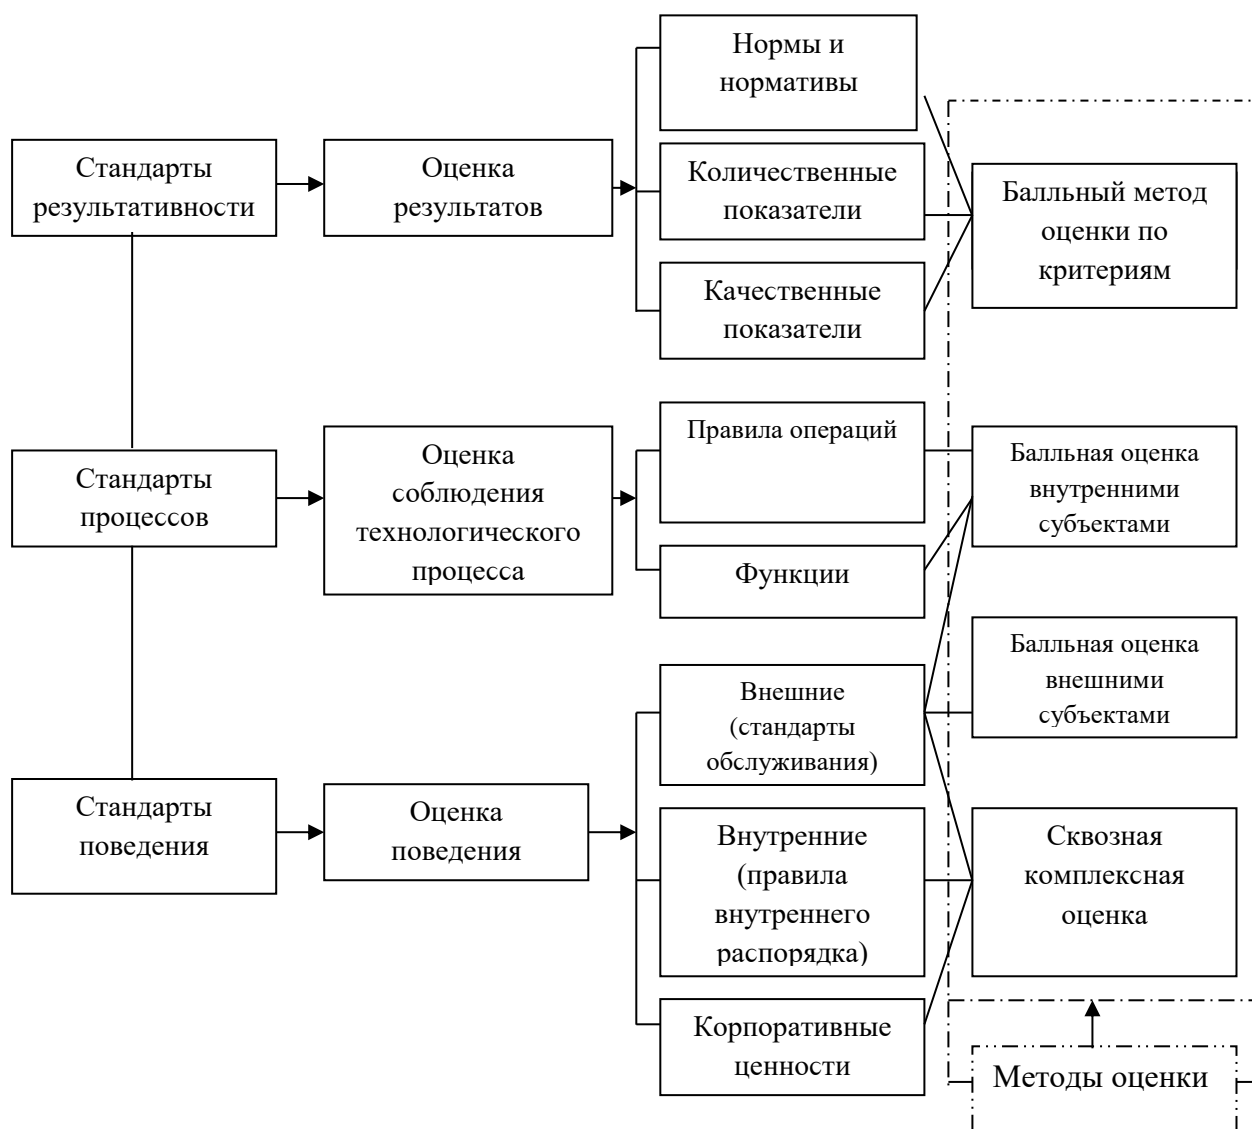 Нормы и
нормативы
Стандарты
результативности
Оценка
результатов
Количественные
показатели
Качественные
показатели
Балльный метод
оценки по
критериям
Стандарты
процессов
Оценка
соблюдения
технологического
процесса
Правила операций
Функции
Балльная оценка
внутренними
субъектами
Балльная оценка
внешними
субъектами
Стандарты
поведения
Оценка
поведения
Внешние
(стандарты
обслуживания)
Внутренние
(правила
внутреннего
распорядка)
Корпоративные
ценности
Сквозная
комплексная
оценка
Методы оценки